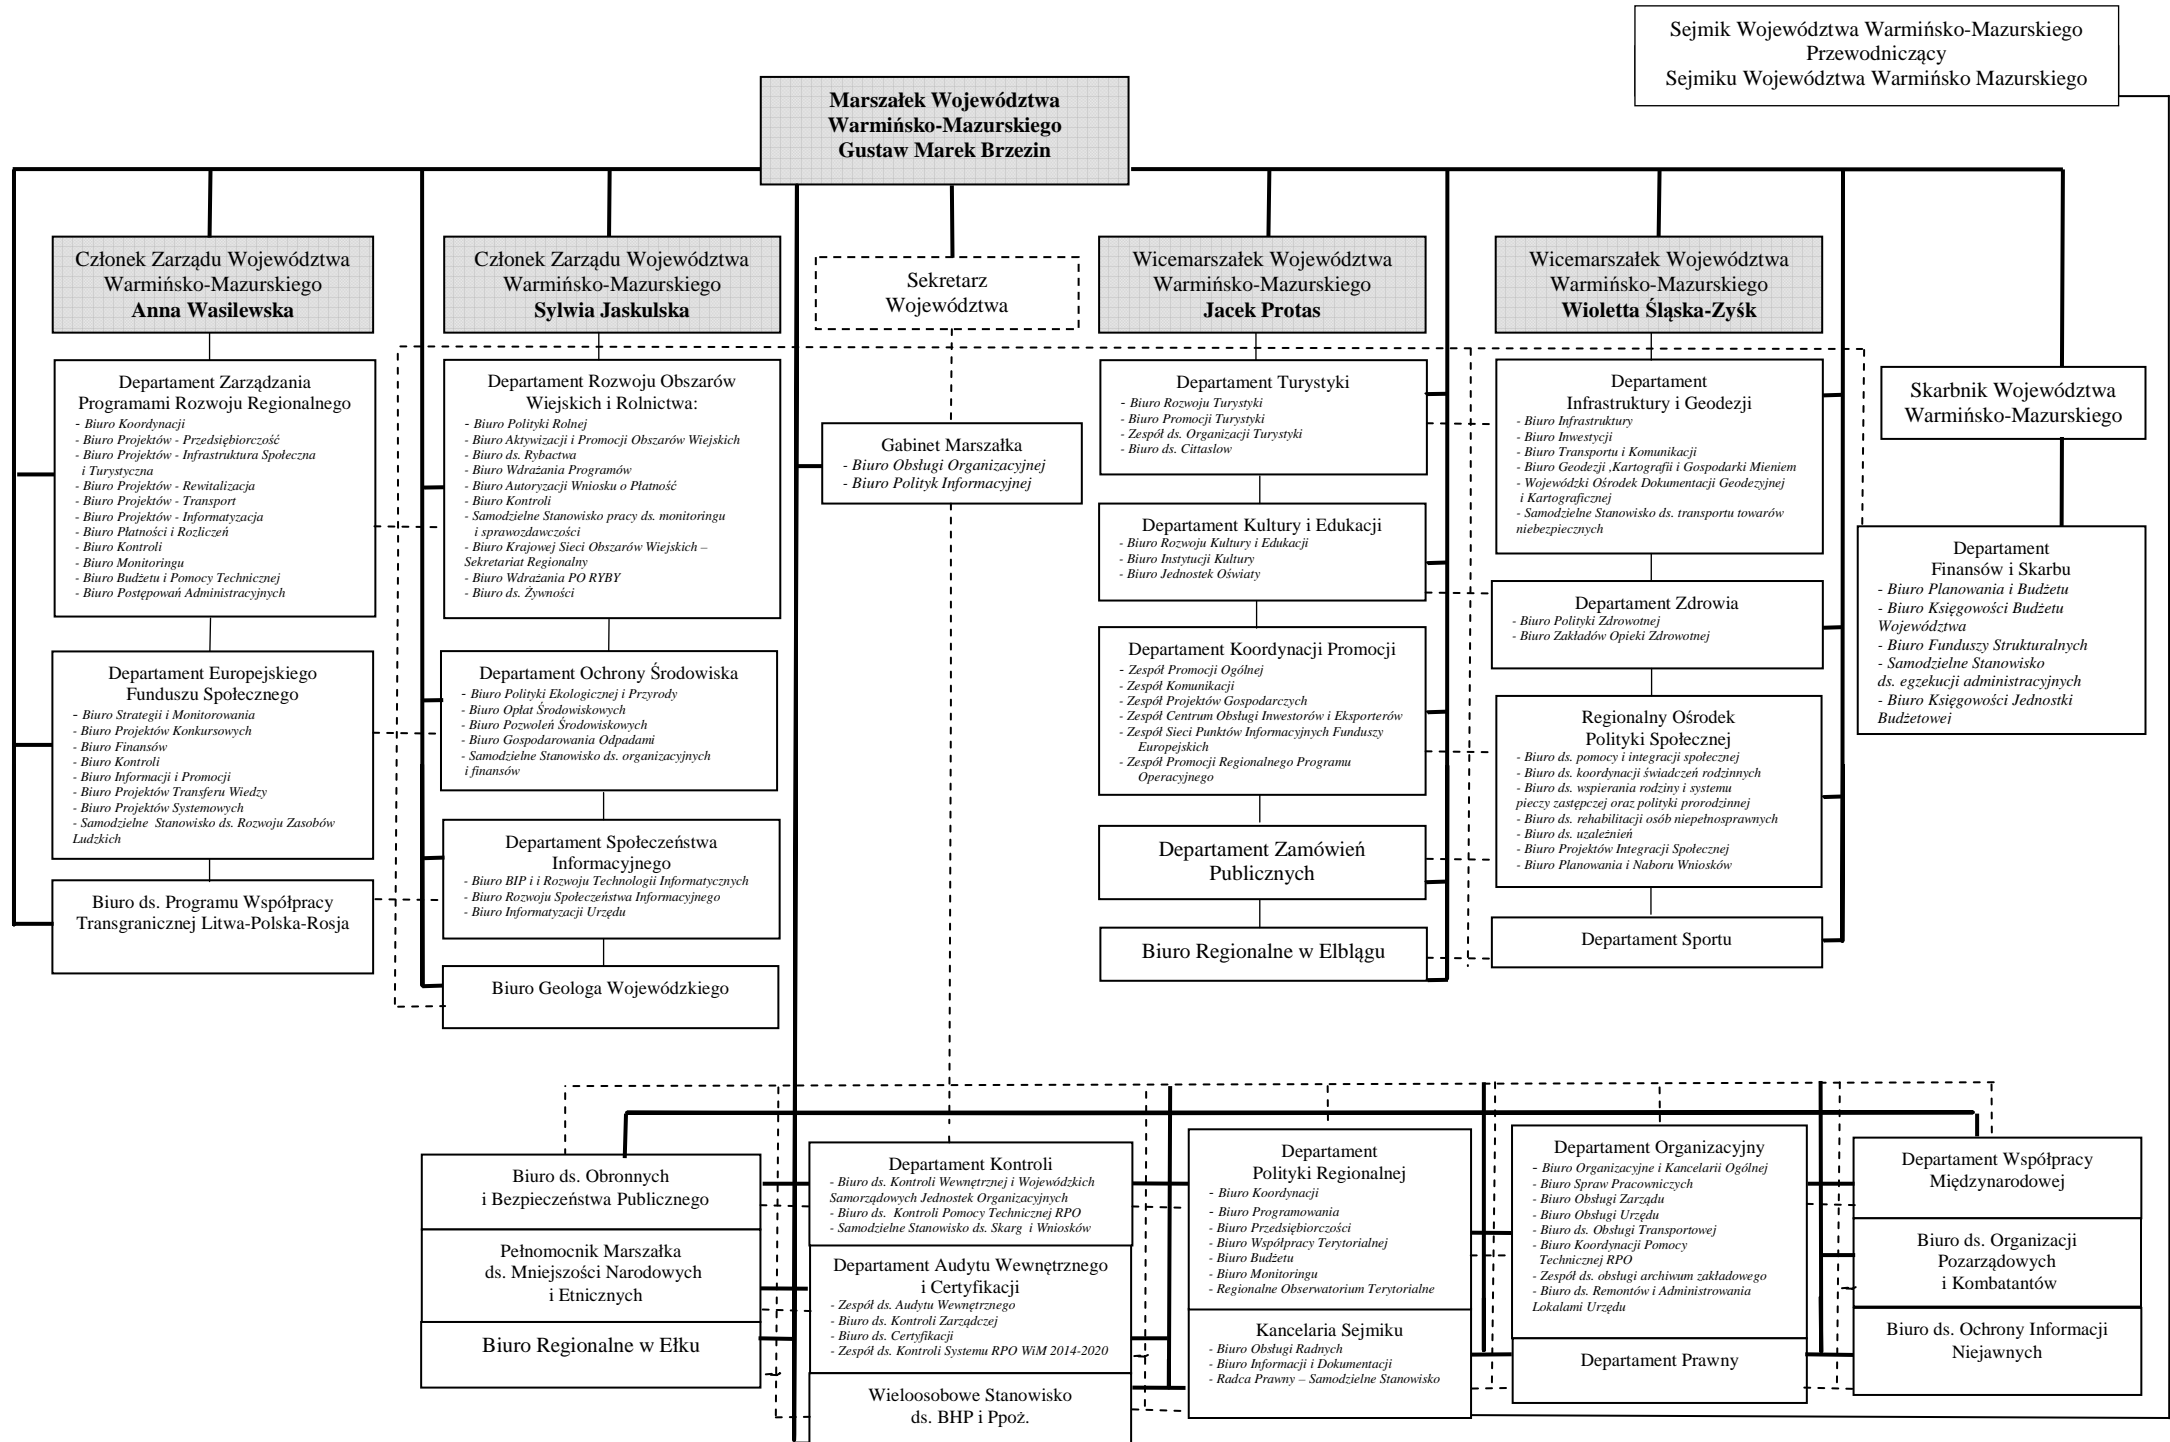 Sejmik Województwa Warmińsko-Mazurskiego
Przewodniczący
Sejmiku Województwa Warmińsko Mazurskiego
Marszałek Województwa
Warmińsko-Mazurskiego
Gustaw Marek Brzezin
Członek Zarządu Województwa
Warmińsko-Mazurskiego
Anna Wasilewska
Członek Zarządu Województwa
Warmińsko-Mazurskiego
Sylwia Jaskulska
Sekretarz
Województwa
Wicemarszałek Województwa
Warmińsko-Mazurskiego
Jacek Protas
Wicemarszałek Województwa
Warmińsko-Mazurskiego
Wioletta Śląska-Zyśk
Departament Zarządzania
Programami Rozwoju Regionalnego
- Biuro Koordynacji
- Biuro Projektów - Przedsiębiorczość
- Biuro Projektów - Infrastruktura Społeczna
i Turystyczna
- Biuro Projektów - Rewitalizacja
- Biuro Projektów - Transport
- Biuro Projektów - Informatyzacja
- Biuro Płatności i Rozliczeń
- Biuro Kontroli
- Biuro Monitoringu
- Biuro Budżetu i Pomocy Technicznej
- Biuro Postępowań Administracyjnych
Departament Europejskiego
Funduszu Społecznego
- Biuro Strategii i Monitorowania
- Biuro Projektów Konkursowych
- Biuro Finansów
- Biuro Kontroli
- Biuro Informacji i Promocji
- Biuro Projektów Transferu Wiedzy
- Biuro Projektów Systemowych
- Samodzielne Stanowisko ds. Rozwoju Zasobów
Ludzkich
Biuro ds. Programu Współpracy
Transgranicznej Litwa-Polska-Rosja
Departament Rozwoju Obszarów
Wiejskich i Rolnictwa:
- Biuro Polityki Rolnej
- Biuro Aktywizacji i Promocji Obszarów Wiejskich
- Biuro ds. Rybactwa
- Biuro Wdrażania Programów
- Biuro Autoryzacji Wniosku o Płatność
- Biuro Kontroli
- Samodzielne Stanowisko pracy ds. monitoringu
i sprawozdawczości
- Biuro Krajowej Sieci Obszarów Wiejskich –
Sekretariat Regionalny
- Biuro Wdrażania PO RYBY
- Biuro ds. Żywności
Departament Ochrony Środowiska
- Biuro Polityki Ekologicznej i Przyrody
- Biuro Opłat Środowiskowych
- Biuro Pozwoleń Środowiskowych
- Biuro Gospodarowania Odpadami
- Samodzielne Stanowisko ds. organizacyjnych
i finansów
Departament Społeczeństwa
Informacyjnego
- Biuro BIP i i Rozwoju Technologii Informatycznych
- Biuro Rozwoju Społeczeństwa Informacyjnego
- Biuro Informatyzacji Urzędu
Biuro Geologa Wojewódzkiego
Gabinet Marszałka
- Biuro Obsługi Organizacyjnej
- Biuro Polityk Informacyjnej
Departament Turystyki
- Biuro Rozwoju Turystyki
- Biuro Promocji Turystyki
- Zespół ds. Organizacji Turystyki
- Biuro ds. Cittaslow
Departament Kultury i Edukacji
- Biuro Rozwoju Kultury i Edukacji
- Biuro Instytucji Kultury
- Biuro Jednostek Oświaty
Departament Koordynacji Promocji
- Zespół Promocji Ogólnej
- Zespół Komunikacji
- Zespół Projektów Gospodarczych
- Zespół Centrum Obsługi Inwestorów i Eksporterów
- Zespół Sieci Punktów Informacyjnych Funduszy
Europejskich
- Zespół Promocji Regionalnego Programu
Operacyjnego
Departament Zamówień
Publicznych
Biuro Regionalne w Elblągu
Departament
Infrastruktury i Geodezji
- Biuro Infrastruktury
- Biuro Inwestycji
- Biuro Transportu i Komunikacji
- Biuro Geodezji ,Kartografii i Gospodarki Mieniem
- Wojewódzki Ośrodek Dokumentacji Geodezyjnej
i Kartograficznej
- Samodzielne Stanowisko ds. transportu towarów
niebezpiecznych
Departament Zdrowia
- Biuro Polityki Zdrowotnej
- Biuro Zakładów Opieki Zdrowotnej
Regionalny Ośrodek
Polityki Społecznej
- Biuro ds. pomocy i integracji społecznej
- Biuro ds. koordynacji świadczeń rodzinnych
- Biuro ds. wspierania rodziny i systemu
pieczy zastępczej oraz polityki prorodzinnej
- Biuro ds. rehabilitacji osób niepełnosprawnych
- Biuro ds. uzależnień
- Biuro Projektów Integracji Społecznej
- Biuro Planowania i Naboru Wniosków
Departament Sportu
Skarbnik Województwa
Warmińsko-Mazurskiego
Departament
Finansów i Skarbu
- Biuro Planowania i Budżetu
- Biuro Księgowości Budżetu
Województwa
- Biuro Funduszy Strukturalnych
- Samodzielne Stanowisko
ds. egzekucji administracyjnych
- Biuro Księgowości Jednostki
Budżetowej
Biuro ds. Obronnych
i Bezpieczeństwa Publicznego
Pełnomocnik Marszałka
ds. Mniejszości Narodowych
i Etnicznych
Biuro Regionalne w Ełku
Departament Kontroli
- Biuro ds. Kontroli Wewnętrznej i Wojewódzkich
Samorządowych Jednostek Organizacyjnych
- Biuro ds. Kontroli Pomocy Technicznej RPO
- Samodzielne Stanowisko ds. Skarg i Wniosków
Departament Audytu Wewnętrznego
i Certyfikacji
- Zespół ds. Audytu Wewnętrznego
- Biuro ds. Kontroli Zarządczej
- Biuro ds. Certyfikacji
- Zespół ds. Kontroli Systemu RPO WiM 2014-2020
Wieloosobowe Stanowisko
ds. BHP i Ppoż.
Departament
Polityki Regionalnej
- Biuro Koordynacji
- Biuro Programowania
- Biuro Przedsiębiorczości
- Biuro Współpracy Terytorialnej
- Biuro Budżetu
- Biuro Monitoringu
- Regionalne Obserwatorium Terytorialne
Kancelaria Sejmiku
- Biuro Obsługi Radnych
- Biuro Informacji i Dokumentacji
- Radca Prawny – Samodzielne Stanowisko
Departament Organizacyjny
- Biuro Organizacyjne i Kancelarii Ogólnej
- Biuro Spraw Pracowniczych
- Biuro Obsługi Zarządu
- Biuro Obsługi Urzędu
- Biuro ds. Obsługi Transportowej
- Biuro Koordynacji Pomocy
Technicznej RPO
- Zespół ds. obsługi archiwum zakładowego
- Biuro ds. Remontów i Administrowania
Lokalami Urzędu
Departament Prawny
Departament Współpracy
Międzynarodowej
Biuro ds. Organizacji
Pozarządowych
i Kombatantów
Biuro ds. Ochrony Informacji
Niejawnych